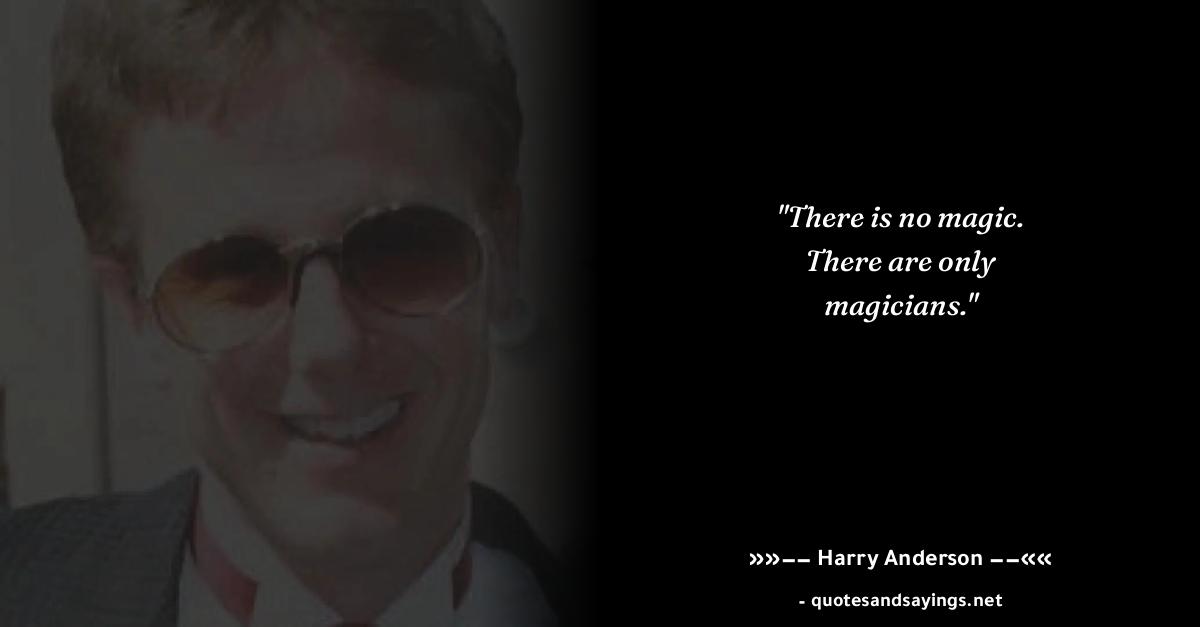 "There is no magic.
There are only
magicians."
»»–– Harry Anderson ––««
- quotesandsayings.net